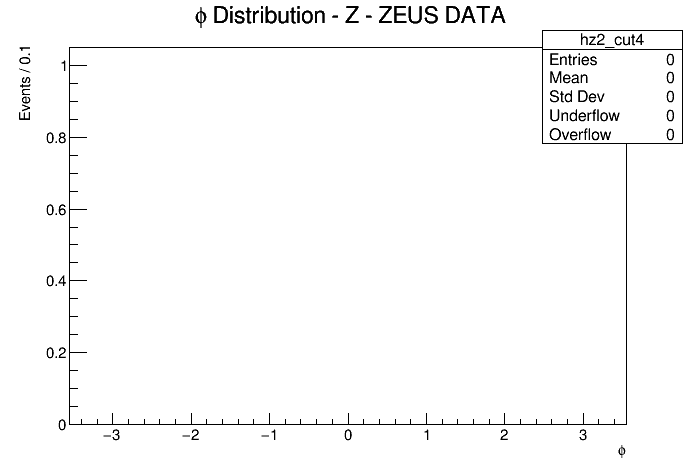 ϕ Distribution - Z - ZEUS DATA
hz2_cut4
Entries 0
Mean 0
Std Dev 0
Underflow 0
Overflow 0
Events / 0.1
1
0.8
0.6
0.4
0.2
0
−3 −2 −1 0 1 2 3
ϕ